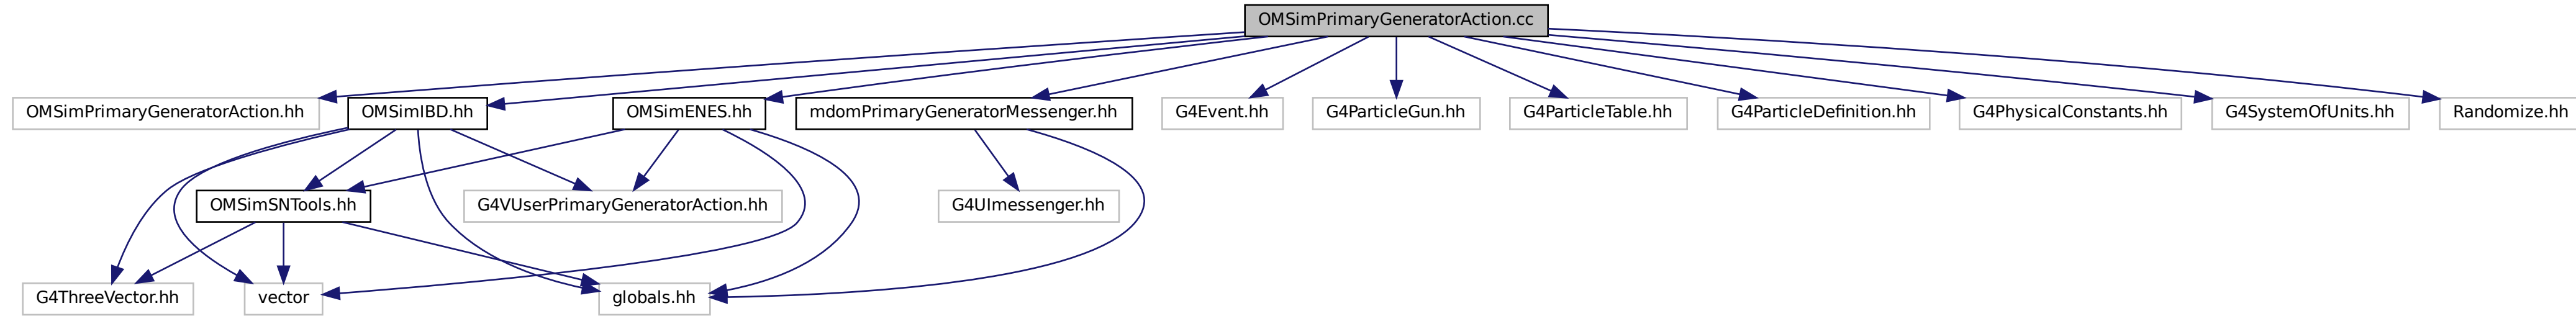 OMSimPrimaryGeneratorAction.cc
OMSimPrimaryGeneratorAction.hh
OMSimIBD.hh
OMSimENES.hh
mdomPrimaryGeneratorMessenger.hh
G4Event.hh
G4ParticleGun.hh
G4ParticleTable.hh
G4ParticleDefinition.hh
G4PhysicalConstants.hh
G4SystemOfUnits.hh
Randomize.hh
OMSimSNTools.hh
G4VUserPrimaryGeneratorAction.hh
G4UImessenger.hh
G4ThreeVector.hh
vector
globals.hh